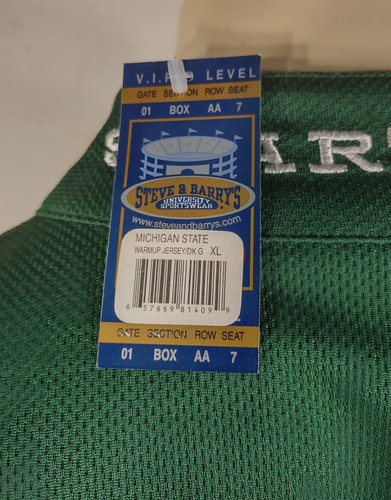 V.I.P. LEVEL
GATE SECTION ROW SEAT
01 BOX AA 7
STEVE & BARRY'S
UNIVERSITY
SPORTSWEAR
www.steveandbarrys.com
MICHIGAN STATE
WARMUP JERSEY/DK G XL
6 57669 81409 9
GATE SECTION ROW SEAT
01 BOX AA 7